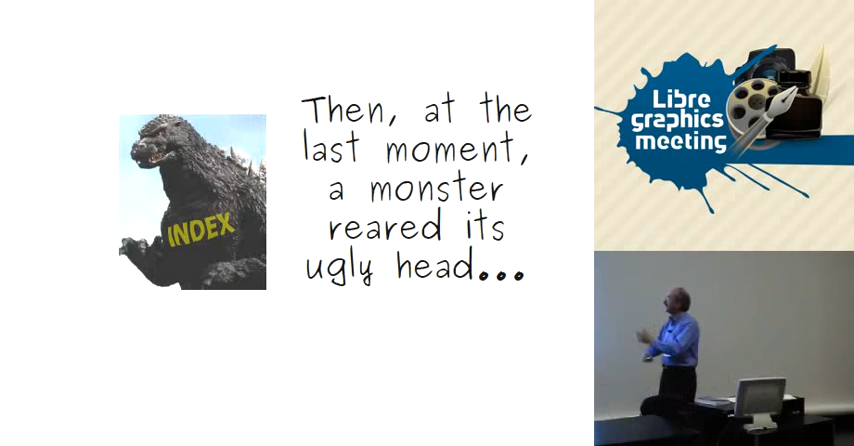 INDEX
Then, at the
last moment,
a monster
reared its
ugly head...
Libre
graphics
meeting